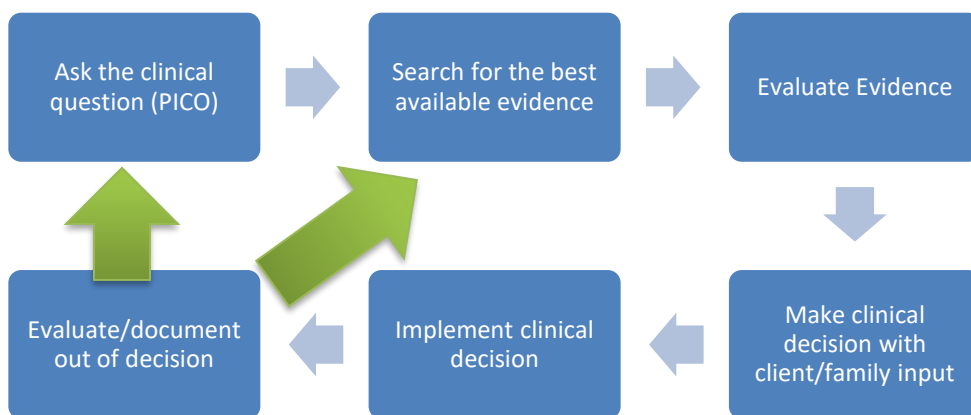 Ask the clinical
question (PICO)
Search for the best
available evidence
Evaluate Evidence
Make clinical
decision with
client/family input
Implement clinical
decision
Evaluate/document
out of decision